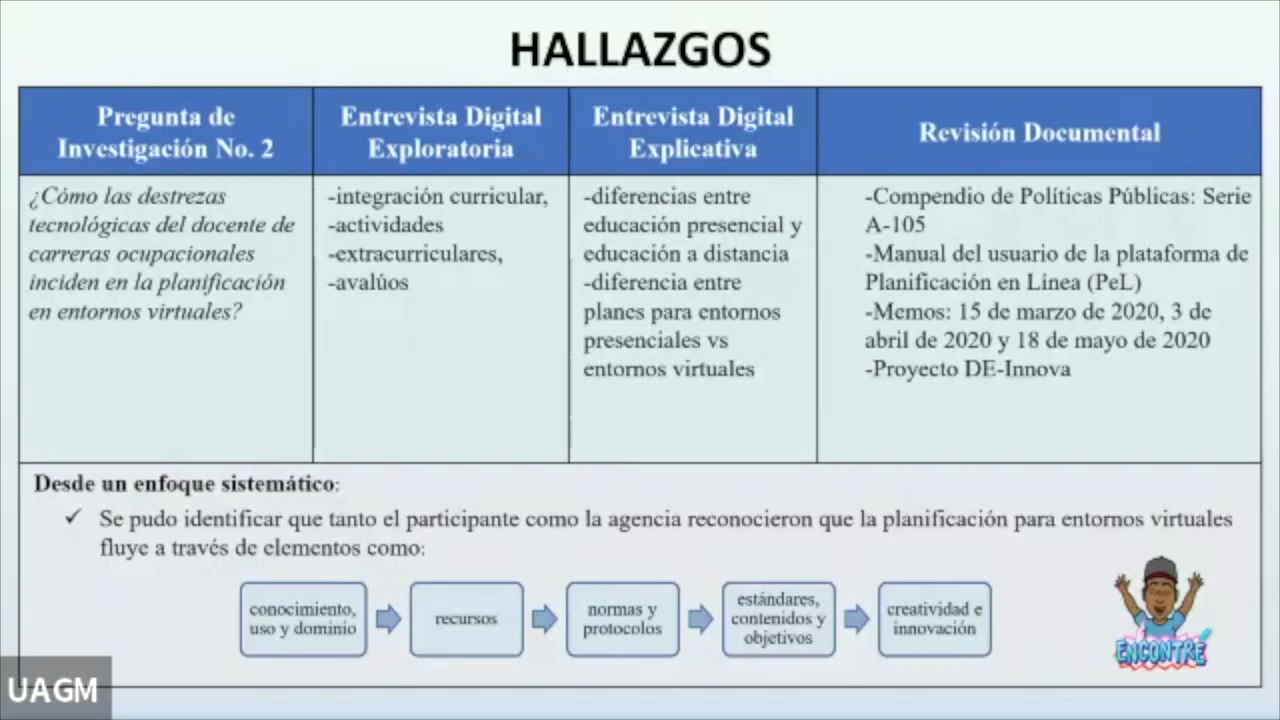 HALLAZGOS
Pregunta de
Investigación No. 2
Entrevista Digital
Exploratoria
Entrevista Digital
Explicativa
Revisión Documental
¿Cómo las destrezas
tecnológicas del docente de
carreras ocupacionales
inciden en la planificación
en entornos virtuales?
-integración curricular,
-actividades
-extracurriculares,
-avalúos
-diferencias entre
educación presencial y
educación a distancia
-diferencia entre
planes para entornos
presenciales vs
entornos virtuales
-Compendio de Políticas Públicas: Serie
A-105
-Manual del usuario de la plataforma de
Planificación en Línea (PeL)
-Memos: 15 de marzo de 2020, 3 de
abril de 2020 y 18 de mayo de 2020
-Proyecto DE-Innova
Desde un enfoque sistemático:
✓ Se pudo identificar que tanto el participante como la agencia reconocieron que la planificación para entornos virtuales
fluye a través de elementos como:
conocimiento,
uso y dominio
recursos
normas y
protocolos
estándares,
contenidos y
objetivos
creatividad e
innovación
ENCONTRÉ
UAGM